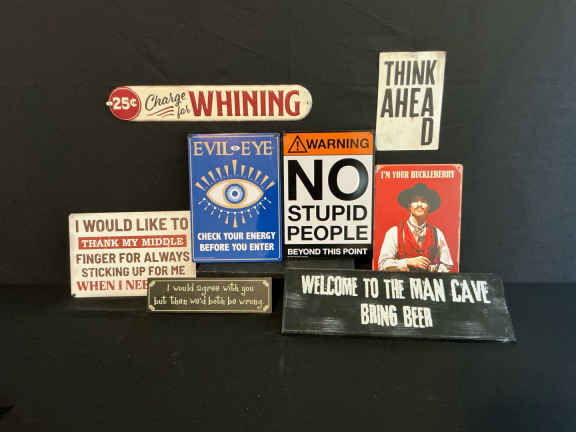 25¢ Charge for WHINING
THINK
AHEA
D
EVIL EYE
CHECK YOUR ENERGY
BEFORE YOU ENTER
WARNING
NO
STUPID
PEOPLE
BEYOND THIS POINT
I'M YOUR HUCKLEBERRY
I WOULD LIKE TO
THANK MY MIDDLE
FINGER FOR ALWAYS
STICKING UP FOR ME
WHEN I NEE
I would agree with you
but then we'd both be wrong.
WELCOME TO THE MAN CAVE
BRING BEER